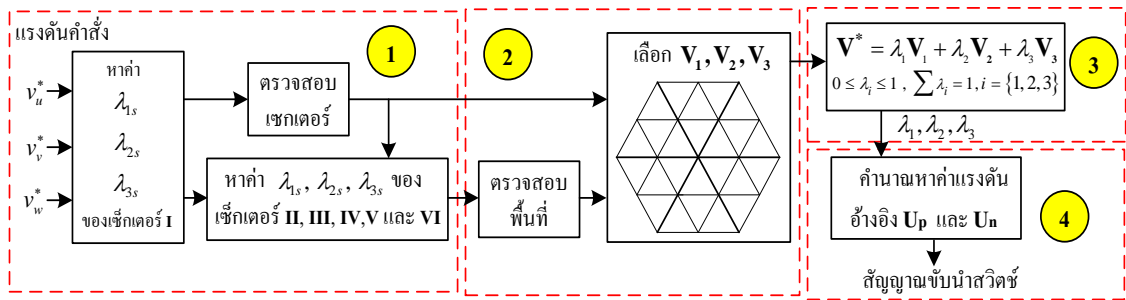 แรงดันคำสั่ง
v*u
v*v
v*w
หาค่า
λ1s
λ2s
λ3s
ของเซ็กเตอร์ I
1
ตรวจสอบ
เซกเตอร์
หาค่า λ1s, λ2s, λ3s ของ
เซ็กเตอร์ II, III, IV,V และ VI
2
ตรวจสอบ
พื้นที่
เลือก V1, V2, V3
V* = λ1V1 + λ2V2 + λ3V3
0 ≤ λi ≤ 1 , ∑ λi = 1, i = {1, 2, 3}
3
λ1, λ2, λ3
คำนาณหาค่าแรงดัน
อ้างอิง Up และ Un
4
สัญญาณขับนำสวิตช์